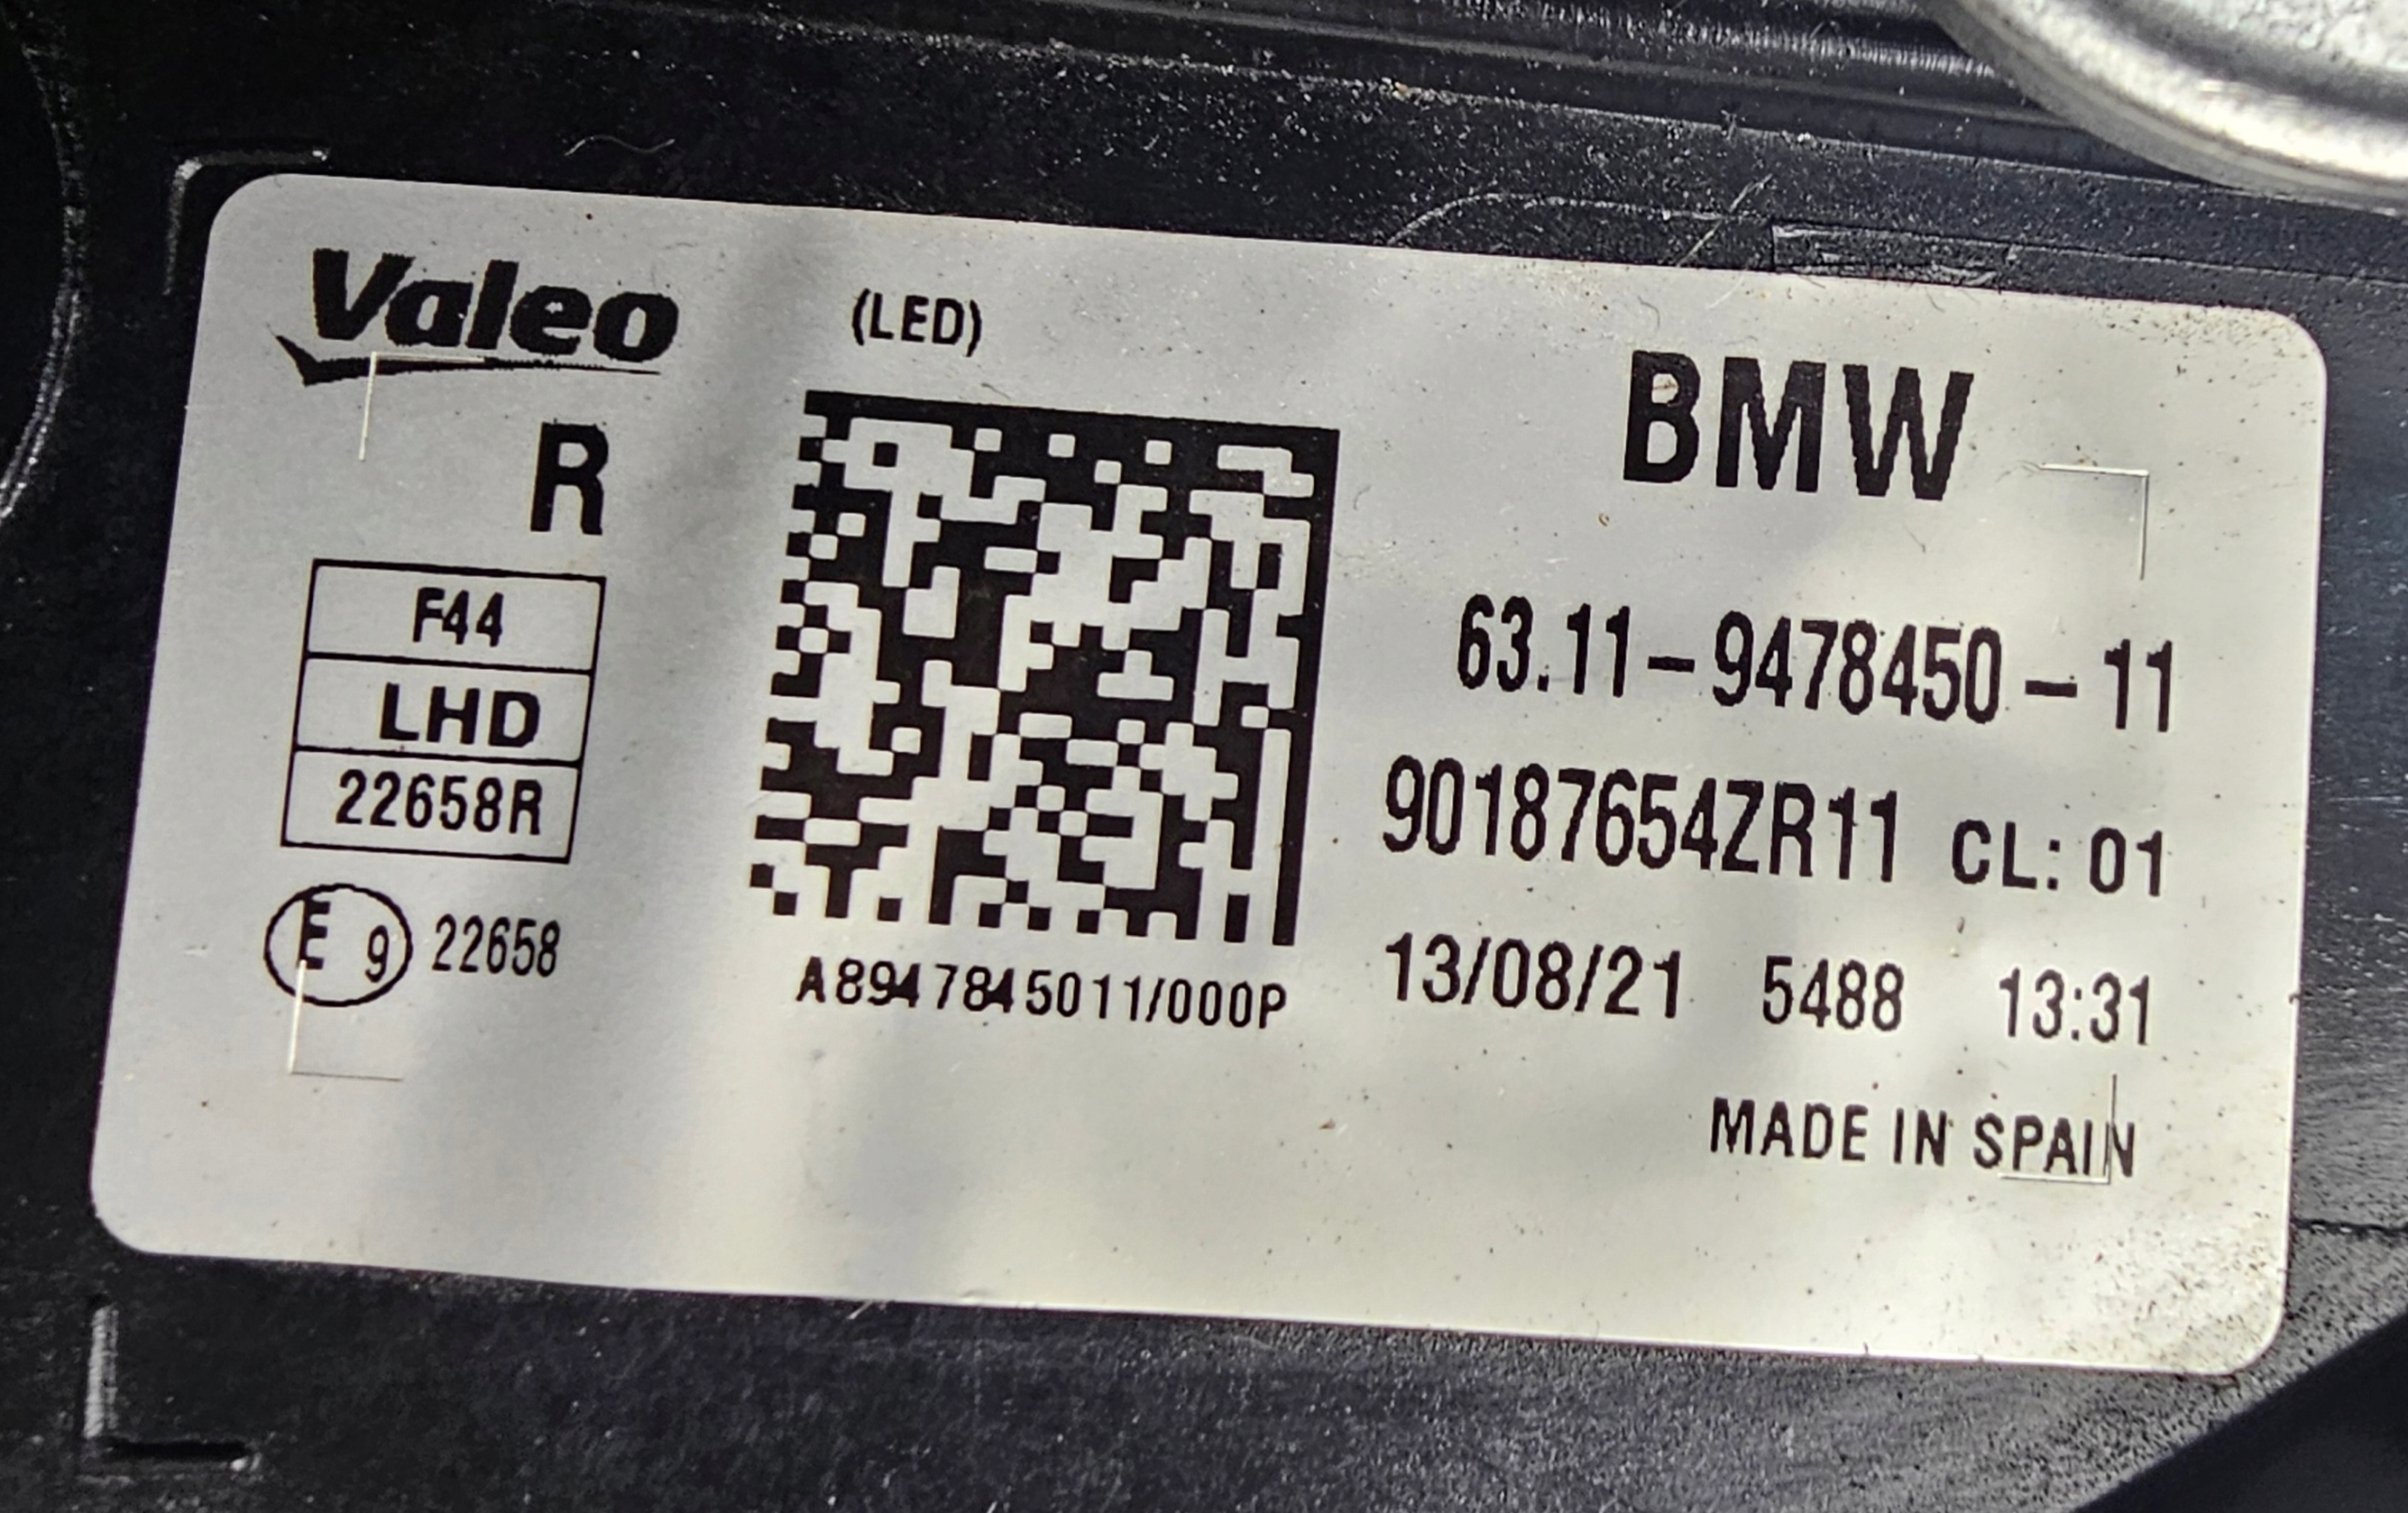 Valeo
(LED)
BMW
R
F44
LHD
22658R
E 9 22658
A8947845011/000P
63.11-9478450-11
90187654ZR11 CL: 01
13/08/21 5488 13:31
MADE IN SPAIN